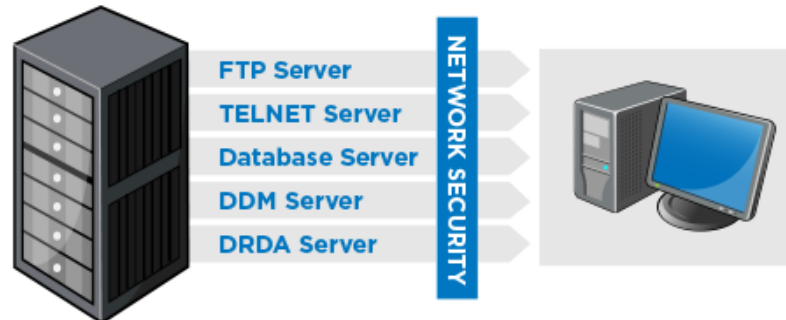 FTP Server
TELNET Server
Database Server
DDM Server
DRDA Server
NETWORK SECURITY